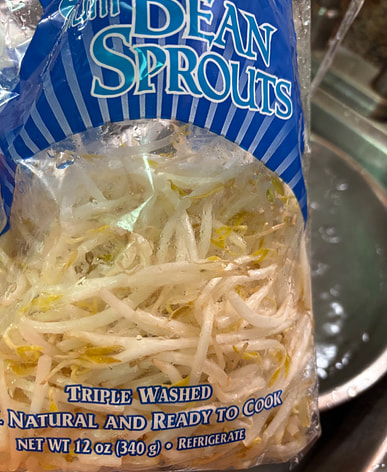 BEAN
SPROUTS
TRIPLE WASHED
NATURAL AND READY TO COOK
NET WT 12 OZ (340 g) • REFRIGERATE